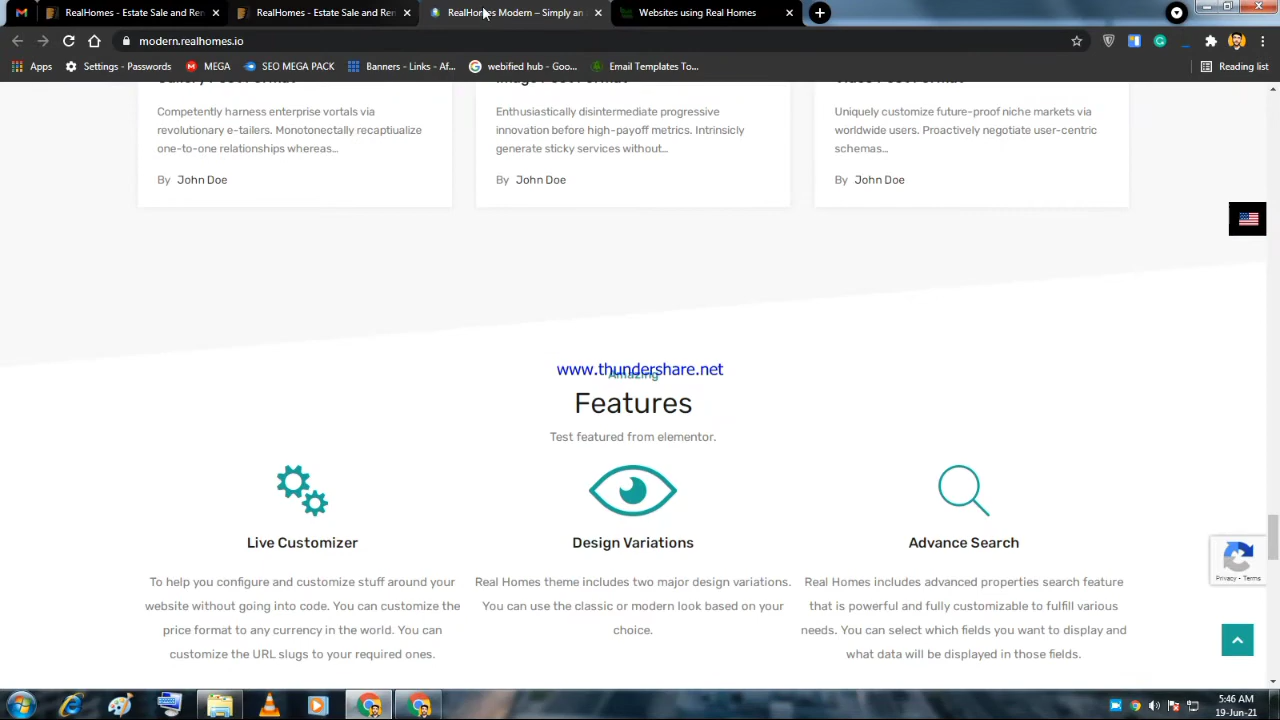 RealHomes - Estate Sale and Ren
RealHomes - Estate Sale and Ren
RealHomes Modern – Simply an
Websites using Real Homes
modern.realhomes.io
Apps
Settings - Passwords
MEGA
SEO MEGA PACK
Banners - Links - Af...
webified hub - Goo...
Email Templates To...
Reading list
Competently harness enterprise vortals via
revolutionary e-tailers. Monotonectally recaptiualize
one-to-one relationships whereas…
By John Doe
Enthusiastically disintermediate progressive
innovation before high-payoff metrics. Intrinsicly
generate sticky services without…
By John Doe
Uniquely customize future-proof niche markets via
worldwide users. Proactively negotiate user-centric
schemas…
By John Doe
www.thundershare.net
Amazing
Features
Test featured from elementor.
Live Customizer
To help you configure and customize stuff around your
website without going into code. You can customize the
price format to any currency in the world. You can
customize the URL slugs to your required ones.
Design Variations
Real Homes theme includes two major design variations.
You can use the classic or modern look based on your
choice.
Advance Search
Real Homes includes advanced properties search feature
that is powerful and fully customizable to fulfill various
needs. You can select which fields you want to display and
what data will be displayed in those fields.
Privacy - Terms
5:46 AM
19-Jun-21